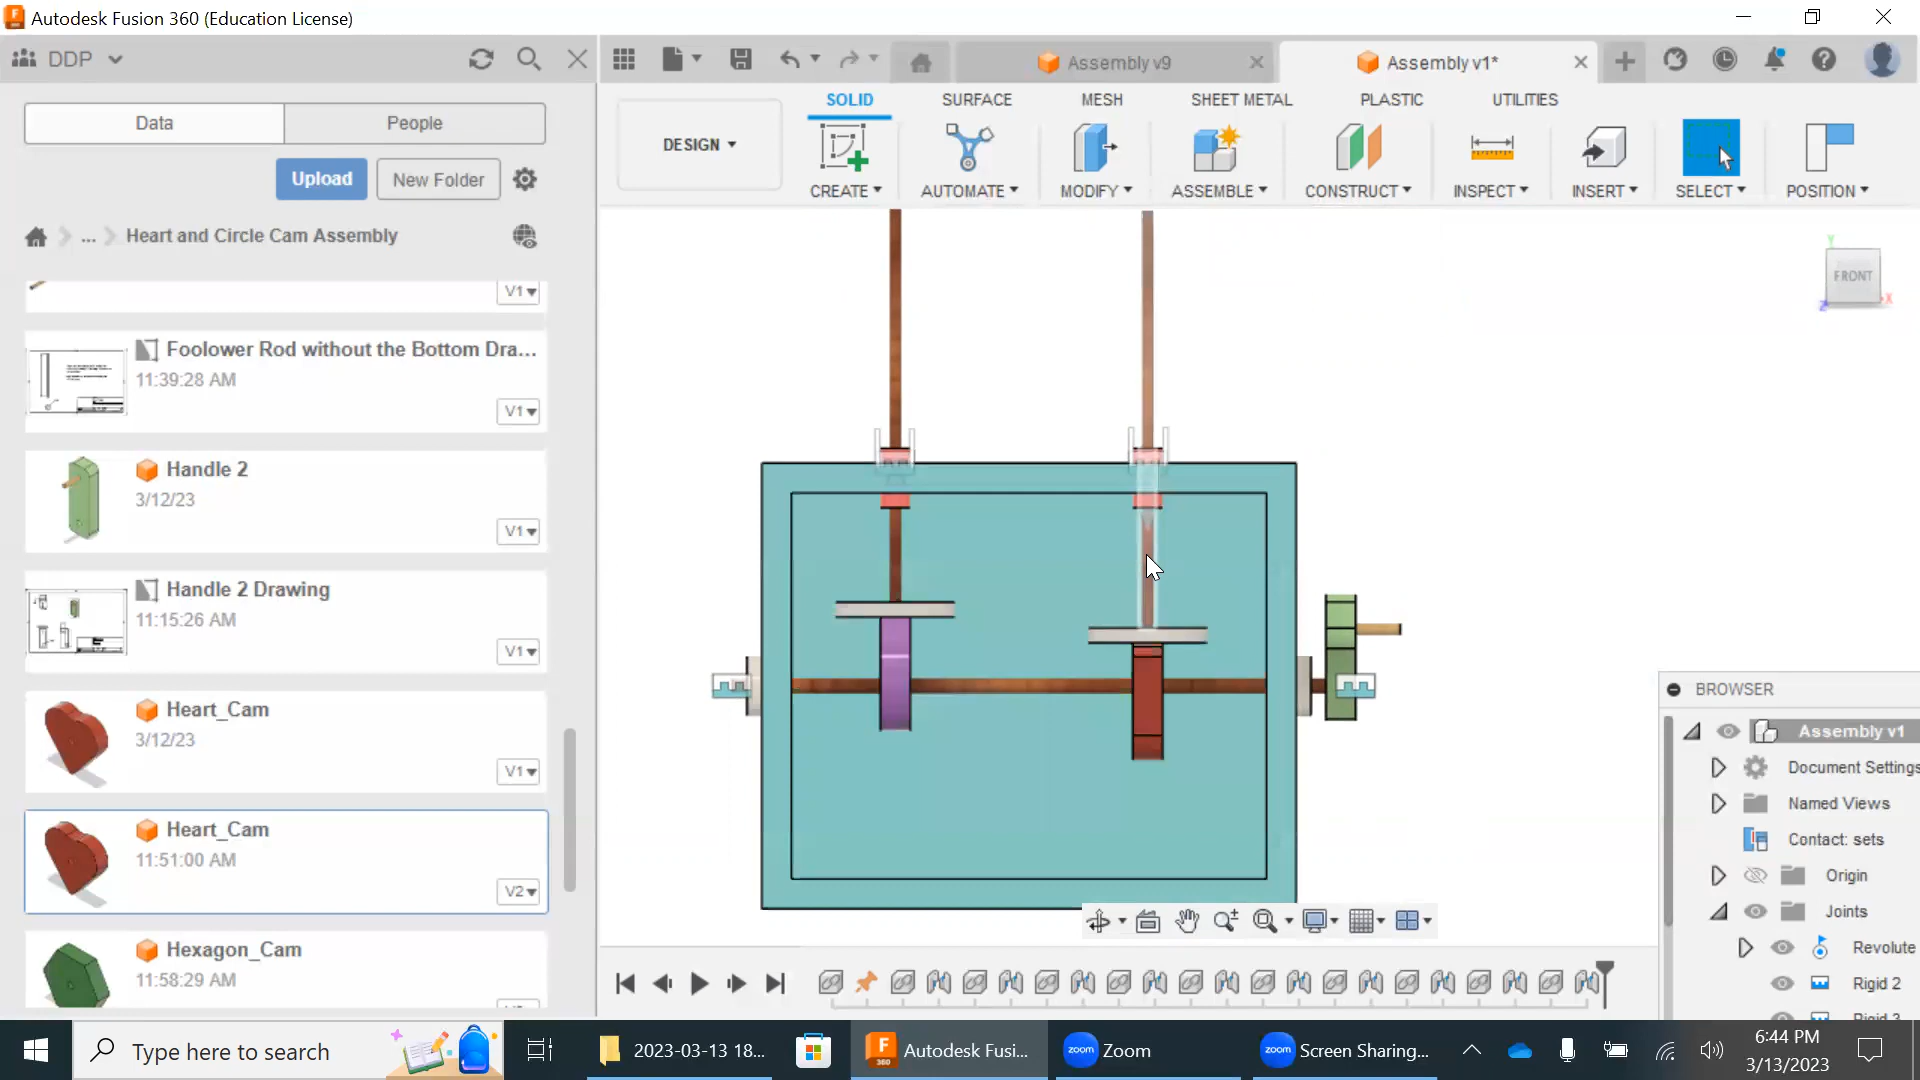 Autodesk Fusion 360 (Education License)
DDP
Assembly v9
Assembly v1*
Data
People
SOLID
SURFACE
MESH
SHEET METAL
PLASTIC
UTILITIES
Upload
New Folder
DESIGN
CREATE
AUTOMATE
MODIFY
ASSEMBLE
CONSTRUCT
INSPECT
INSERT
SELECT
POSITION
... Heart and Circle Cam Assembly
V1
Foolower Rod without the Bottom Dra...
11:39:28 AM
V1
Handle 2
3/12/23
V1
Handle 2 Drawing
11:15:26 AM
V1
Heart_Cam
3/12/23
V1
Heart_Cam
11:51:00 AM
V2
Hexagon_Cam
11:58:29 AM
FRONT
Y
X
Z
BROWSER
Assembly v1
Document Settings
Named Views
Contact: sets
Origin
Joints
Revolute
Rigid 2
Rigid 3
Type here to search
2023-03-13 18...
360
Autodesk Fusi...
zoom
Zoom
zoom
Screen Sharing...
6:44 PM
3/13/2023